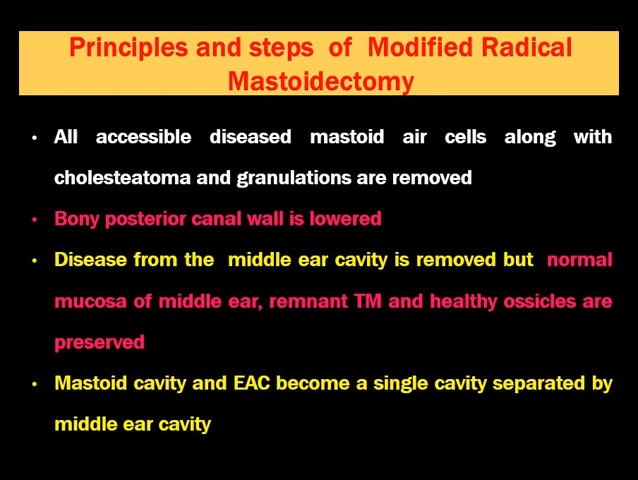 Principles and steps of Modified Radical
Mastoidectomy
• All accessible diseased mastoid air cells along with
cholesteatoma and granulations are removed
• Bony posterior canal wall is lowered
• Disease from the middle ear cavity is removed but normal
mucosa of middle ear, remnant TM and healthy ossicles are
preserved
• Mastoid cavity and EAC become a single cavity separated by
middle ear cavity